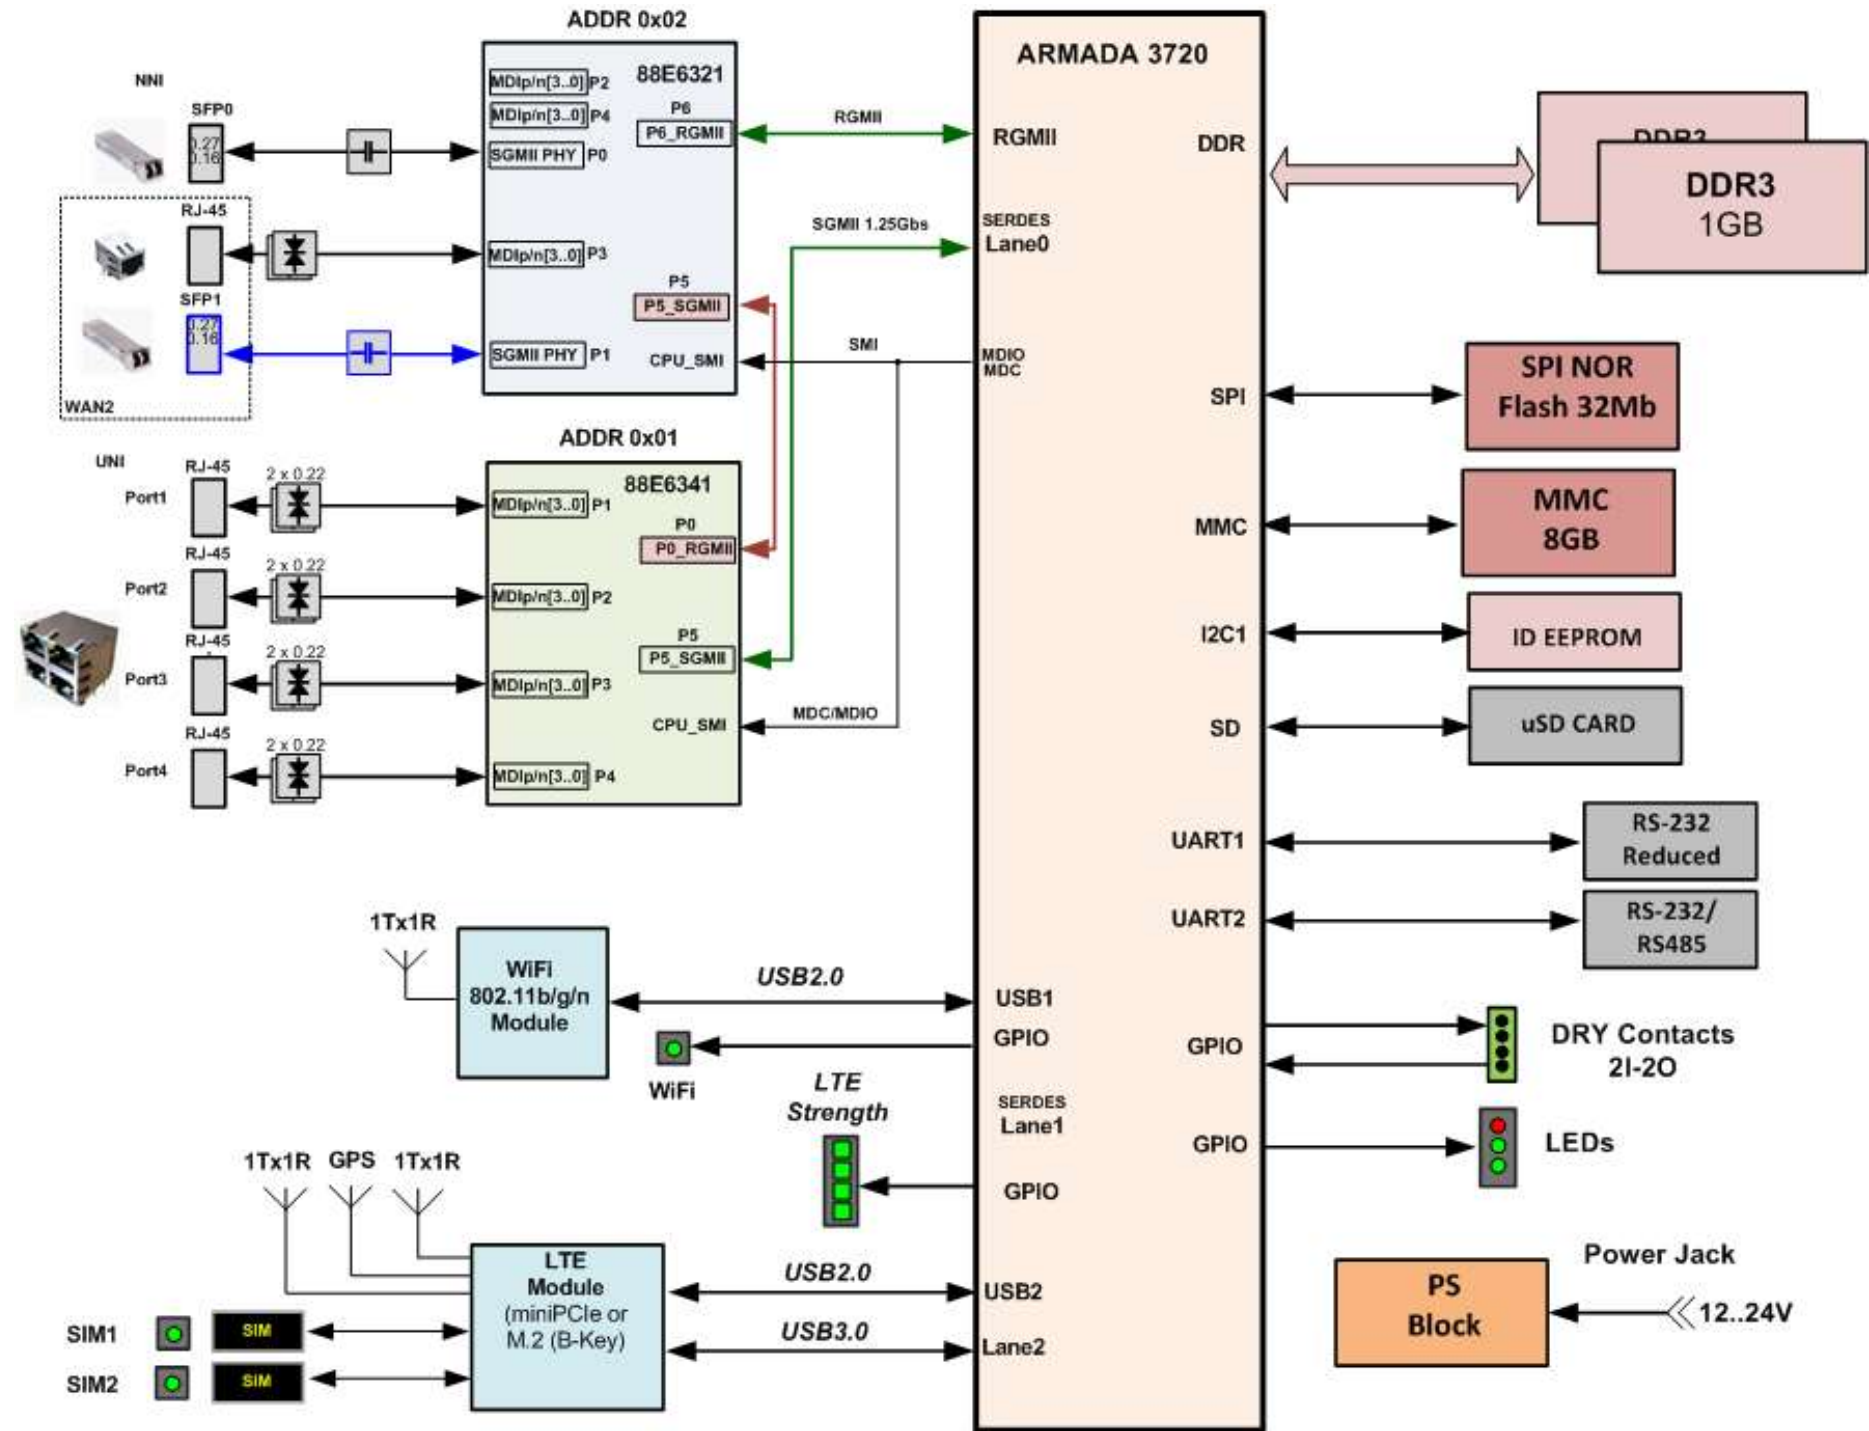 ADDR 0x02
88E6321
NNI
SFP0
0.27
0.16
MDIp/n[3..0] P2
MDIp/n[3..0] P4
SGMII PHY P0
P6
P6_RGMII
RJ-45
MDIp/n[3..0] P3
P5
P5_SGMII
SFP1
0.27
0.16
SGMII PHY P1
CPU_SMI
WAN2
RGMII
SGMII 1.25Gbs
SMI
ADDR 0x01
88E6341
UNI
RJ-45
Port1
2 x 0.22
MDIp/n[3..0] P1
P0
P0_RGMII
RJ-45
Port2
2 x 0.22
MDIp/n[3..0] P2
P5
P5_SGMII
RJ-45
Port3
2 x 0.22
MDIp/n[3..0] P3
CPU_SMI
MDC/MDIO
RJ-45
Port4
2 x 0.22
MDIp/n[3..0] P4
ARMADA 3720
RGMII
SERDES
Lane0
MDIO
MDC
USB1
GPIO
SERDES
Lane1
GPIO
USB2
Lane2
DDR
SPI
MMC
I2C1
SD
UART1
UART2
GPIO
GPIO
DDR3
DDR3
1GB
SPI NOR
Flash 32Mb
MMC
8GB
ID EEPROM
uSD CARD
RS-232
Reduced
RS-232/
RS485
DRY Contacts
2I-2O
LEDs
Power Jack
PS
Block
12..24V
1Tx1R
WiFi
802.11b/g/n
Module
USB2.0
WiFi
LTE
Strength
1Tx1R GPS 1Tx1R
LTE
Module
(miniPCIe or
M.2 (B-Key)
USB2.0
USB3.0
SIM1
SIM
SIM2
SIM